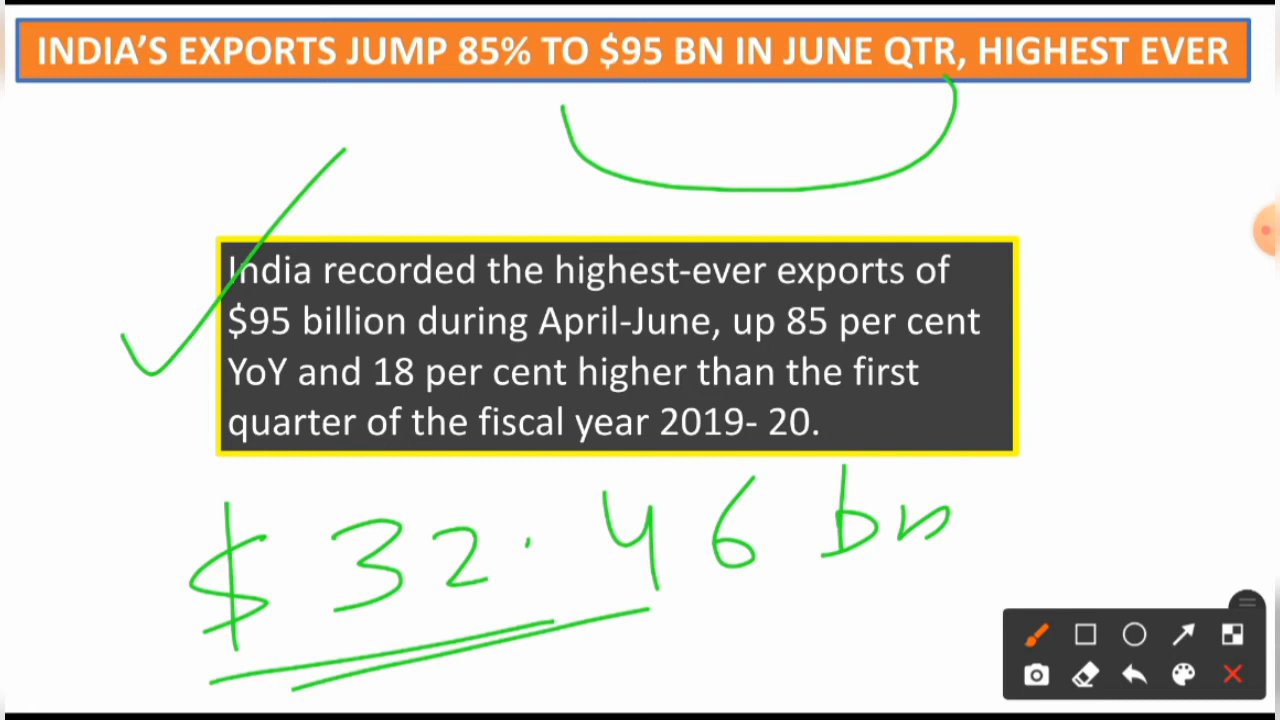 INDIA'S EXPORTS JUMP 85% TO $95 BN IN JUNE QTR, HIGHEST EVER
India recorded the highest-ever exports of
$95 billion during April-June, up 85 per cent
YoY and 18 per cent higher than the first
quarter of the fiscal year 2019- 20.
$ 32.46 bn